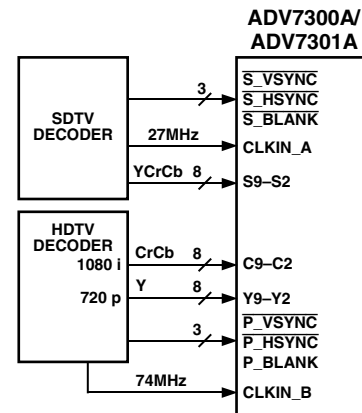 ADV7300A/
ADV7301A
SDTV
DECODER
3
S_VSYNC
S_HSYNC
S_BLANK
27MHz
CLKIN_A
YCrCb 8
S9–S2
HDTV
DECODER
1080 i
CrCb 8
C9–C2
720 p
Y 8
Y9–Y2
3
P_VSYNC
P_HSYNC
P_BLANK
74MHz
CLKIN_B